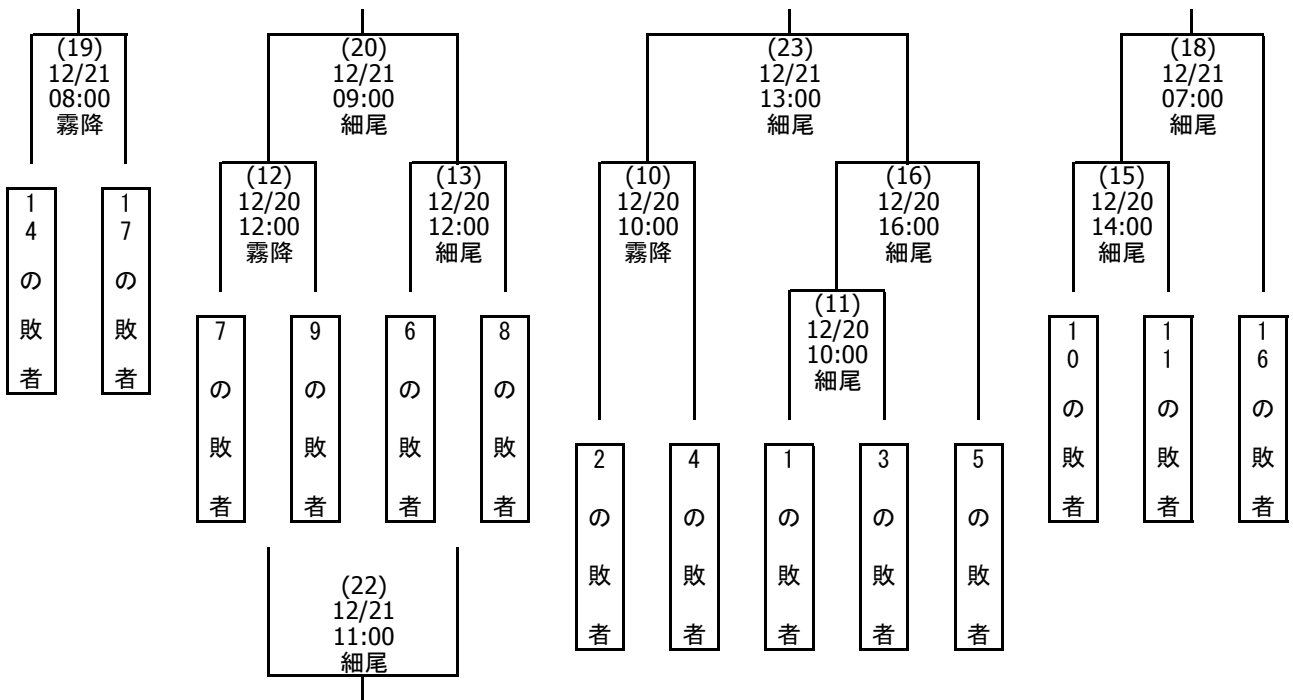 (19)
12/21
08:00
霧降
(20)
12/21
09:00
細尾
(23)
12/21
13:00
細尾
(18)
12/21
07:00
細尾
14の敗者
17の敗者
(12)
12/20
12:00
霧降
(13)
12/20
12:00
細尾
(10)
12/20
10:00
霧降
(16)
12/20
16:00
細尾
(15)
12/20
14:00
細尾
(11)
12/20
10:00
細尾
7の敗者
9の敗者
6の敗者
8の敗者
10の敗者
11の敗者
16の敗者
2の敗者
4の敗者
1の敗者
3の敗者
5の敗者
(22)
12/21
11:00
細尾